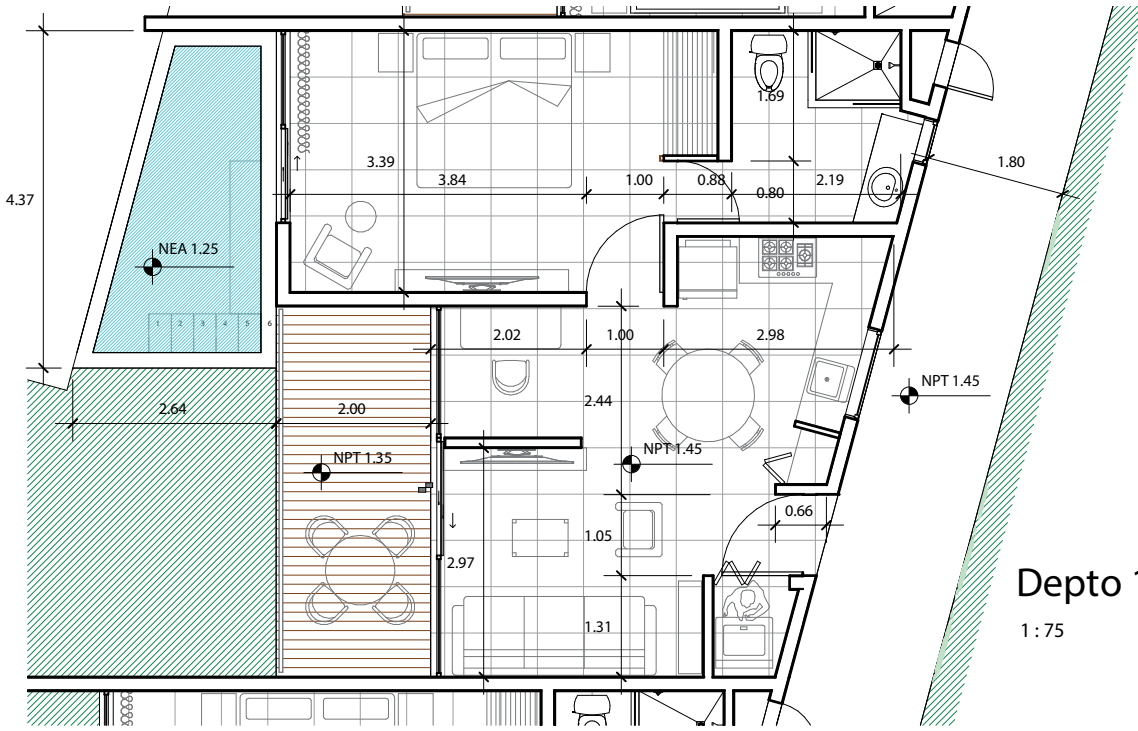 1.69
3.39
1.80
3.84
1.00
0.88
0.80
2.19
4.37
NEA 1.25
1 2 3 4 5 6
2.02
1.00
2.98
NPT 1.45
2.64
2.00
2.44
NPT 1.35
NPT 1.45
0.66
1.05
2.97
Depto 1
1 : 75
1.31